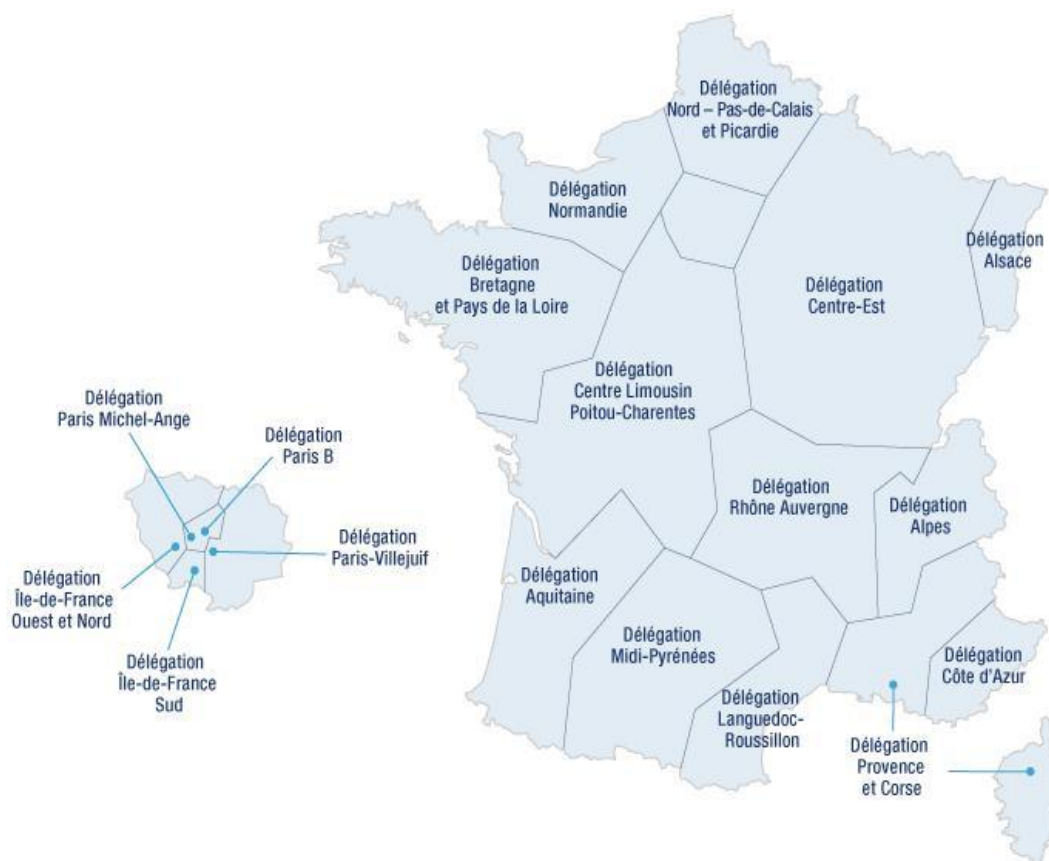 Délégation
Nord – Pas-de-Calais
et Picardie
Délégation
Normandie
Délégation
Alsace
Délégation
Bretagne
et Pays de la Loire
Délégation
Centre-Est
Délégation
Centre Limousin
Poitou-Charentes
Délégation
Paris Michel-Ange
Délégation
Paris B
Délégation
Rhône Auvergne
Délégation
Alpes
Délégation
Paris-Villejuif
Délégation
Île-de-France
Ouest et Nord
Délégation
Aquitaine
Délégation
Midi-Pyrénées
Délégation
Île-de-France
Sud
Délégation
Côte d'Azur
Délégation
Languedoc-
Roussillon
Délégation
Provence
et Corse